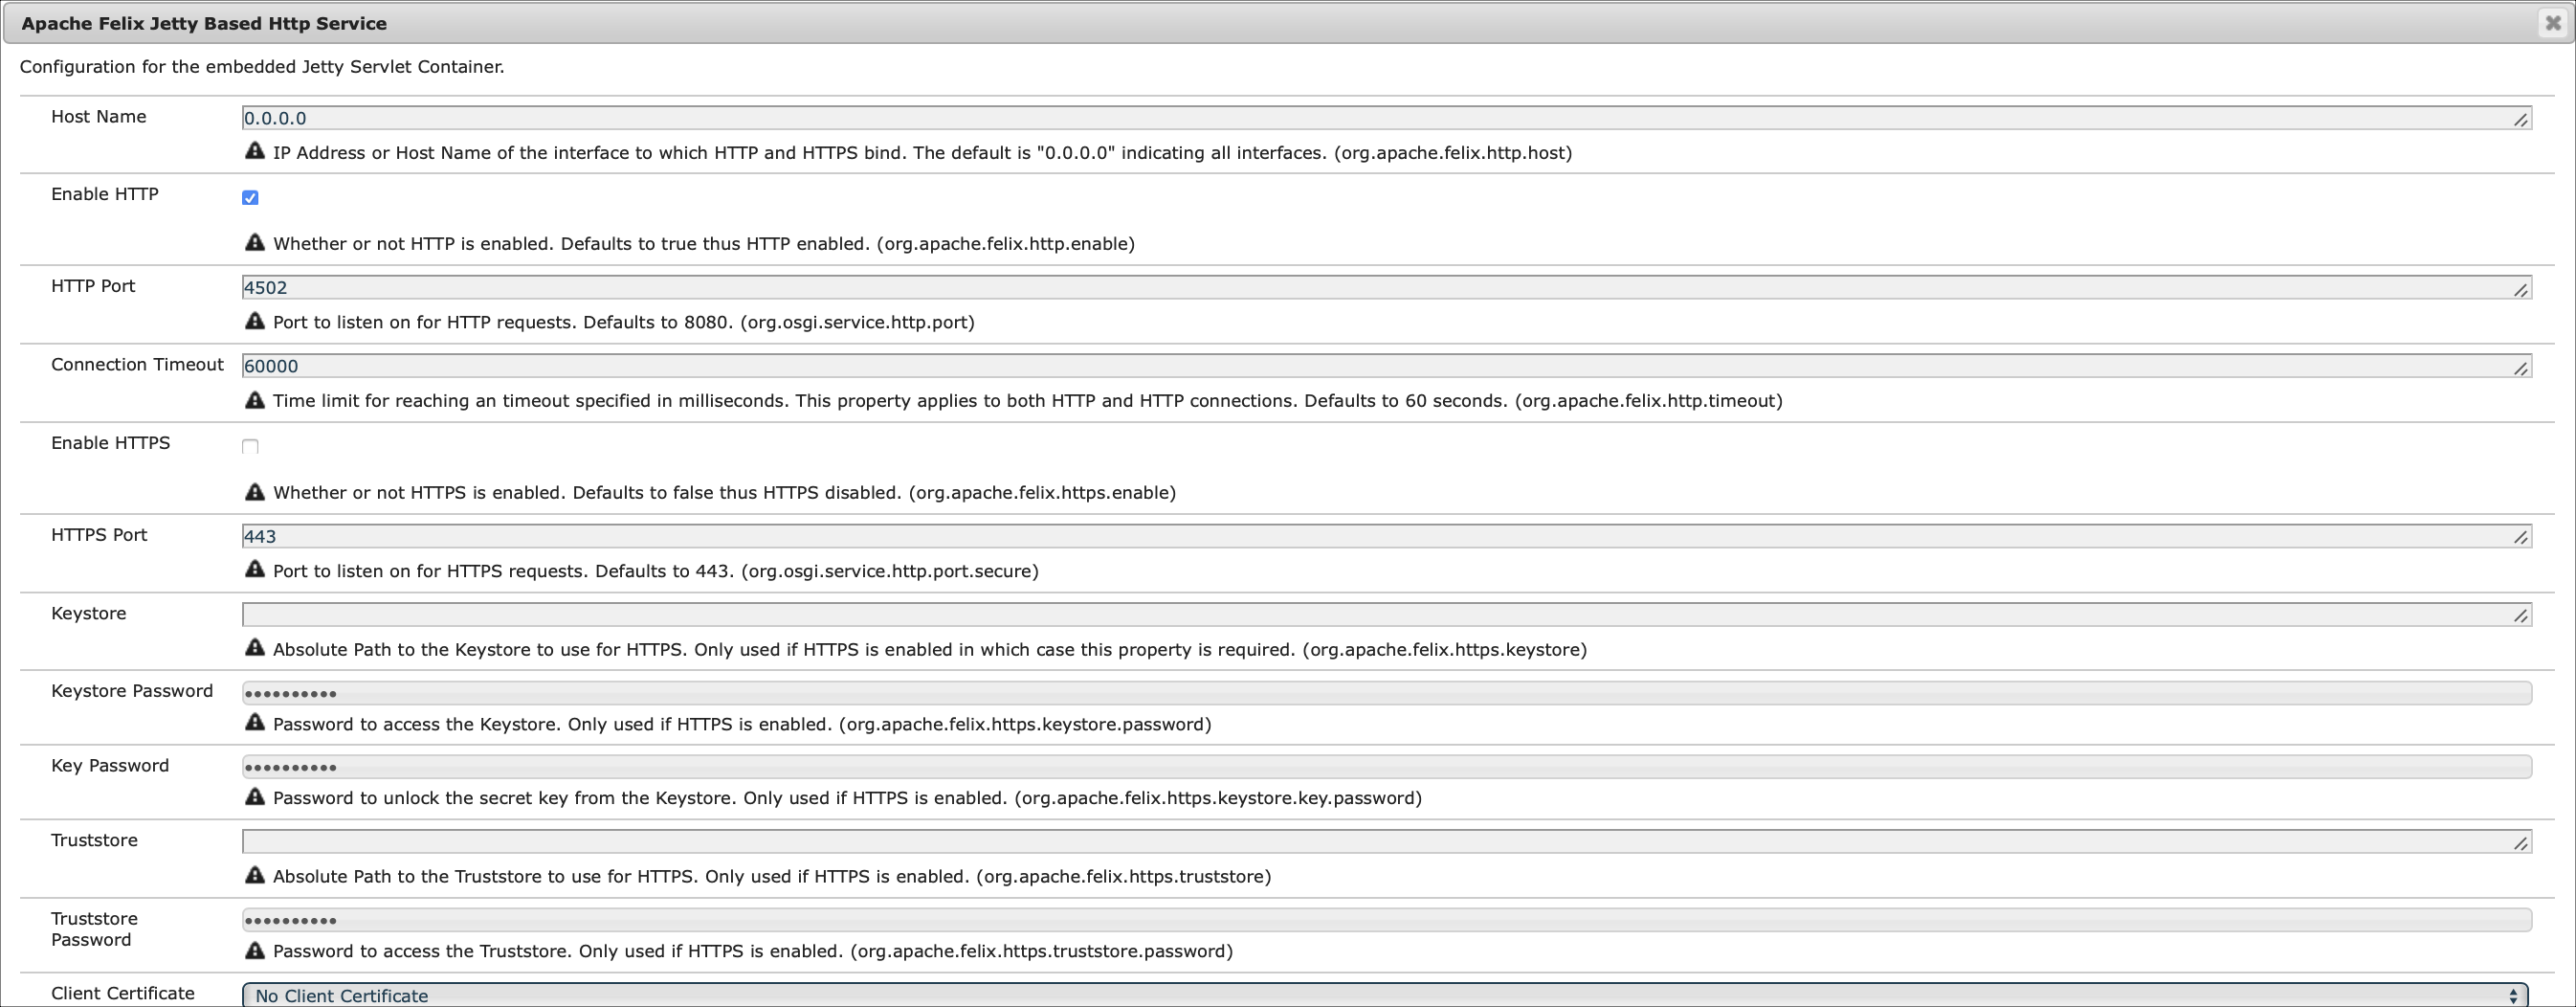 Apache Felix Jetty Based Http Service
Configuration for the embedded Jetty Servlet Container.
Host Name
0.0.0.0
IP Address or Host Name of the interface to which HTTP and HTTPS bind. The default is "0.0.0.0" indicating all interfaces. (org.apache.felix.http.host)
Enable HTTP
Whether or not HTTP is enabled. Defaults to true thus HTTP enabled. (org.apache.felix.http.enable)
HTTP Port
4502
Port to listen on for HTTP requests. Defaults to 8080. (org.osgi.service.http.port)
Connection Timeout
60000
Time limit for reaching an timeout specified in milliseconds. This property applies to both HTTP and HTTP connections. Defaults to 60 seconds. (org.apache.felix.http.timeout)
Enable HTTPS
Whether or not HTTPS is enabled. Defaults to false thus HTTPS disabled. (org.apache.felix.https.enable)
HTTPS Port
443
Port to listen on for HTTPS requests. Defaults to 443. (org.osgi.service.http.port.secure)
Keystore
Absolute Path to the Keystore to use for HTTPS. Only used if HTTPS is enabled in which case this property is required. (org.apache.felix.https.keystore)
Keystore Password
••••••••••
Password to access the Keystore. Only used if HTTPS is enabled. (org.apache.felix.https.keystore.password)
Key Password
••••••••••
Password to unlock the secret key from the Keystore. Only used if HTTPS is enabled. (org.apache.felix.https.keystore.key.password)
Truststore
Absolute Path to the Truststore to use for HTTPS. Only used if HTTPS is enabled. (org.apache.felix.https.truststore)
Truststore
Password
••••••••••
Password to access the Truststore. Only used if HTTPS is enabled. (org.apache.felix.https.truststore.password)
Client Certificate
No Client Certificate